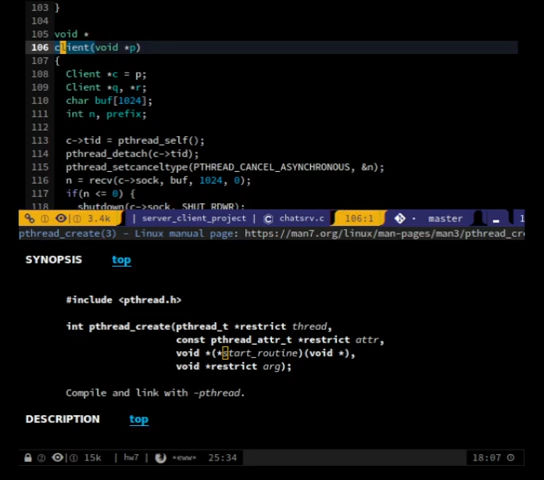 103 }
104
105 void *
106 client(void *p)
107 {
108 Client *c = p;
109 Client *q, *r;
110 char buf[1024];
111 int n, prefix;
112
113 c->tid = pthread_self();
114 pthread_detach(c->tid);
115 pthread_setcanceltype(PTHREAD_CANCEL_ASYNCHRONOUS, &n);
116 n = recv(c->sock, buf, 1024, 0);
117 if(n <= 0) {
118 shutdown(c->sock, SHUT_RDWR);
3.4k | server_client_project | chatsrv.c 106:1 master 1
pthread_create(3) – Linux manual page: https://man7.org/linux/man-pages/man3/pthread_cr
SYNOPSIS top
#include <pthread.h>
int pthread_create(pthread_t *restrict thread,
const pthread_attr_t *restrict attr,
void *(*start_routine)(void *),
void *restrict arg);
Compile and link with -pthread.
DESCRIPTION top
15k | hw7 | *eww* 25:34 18:07